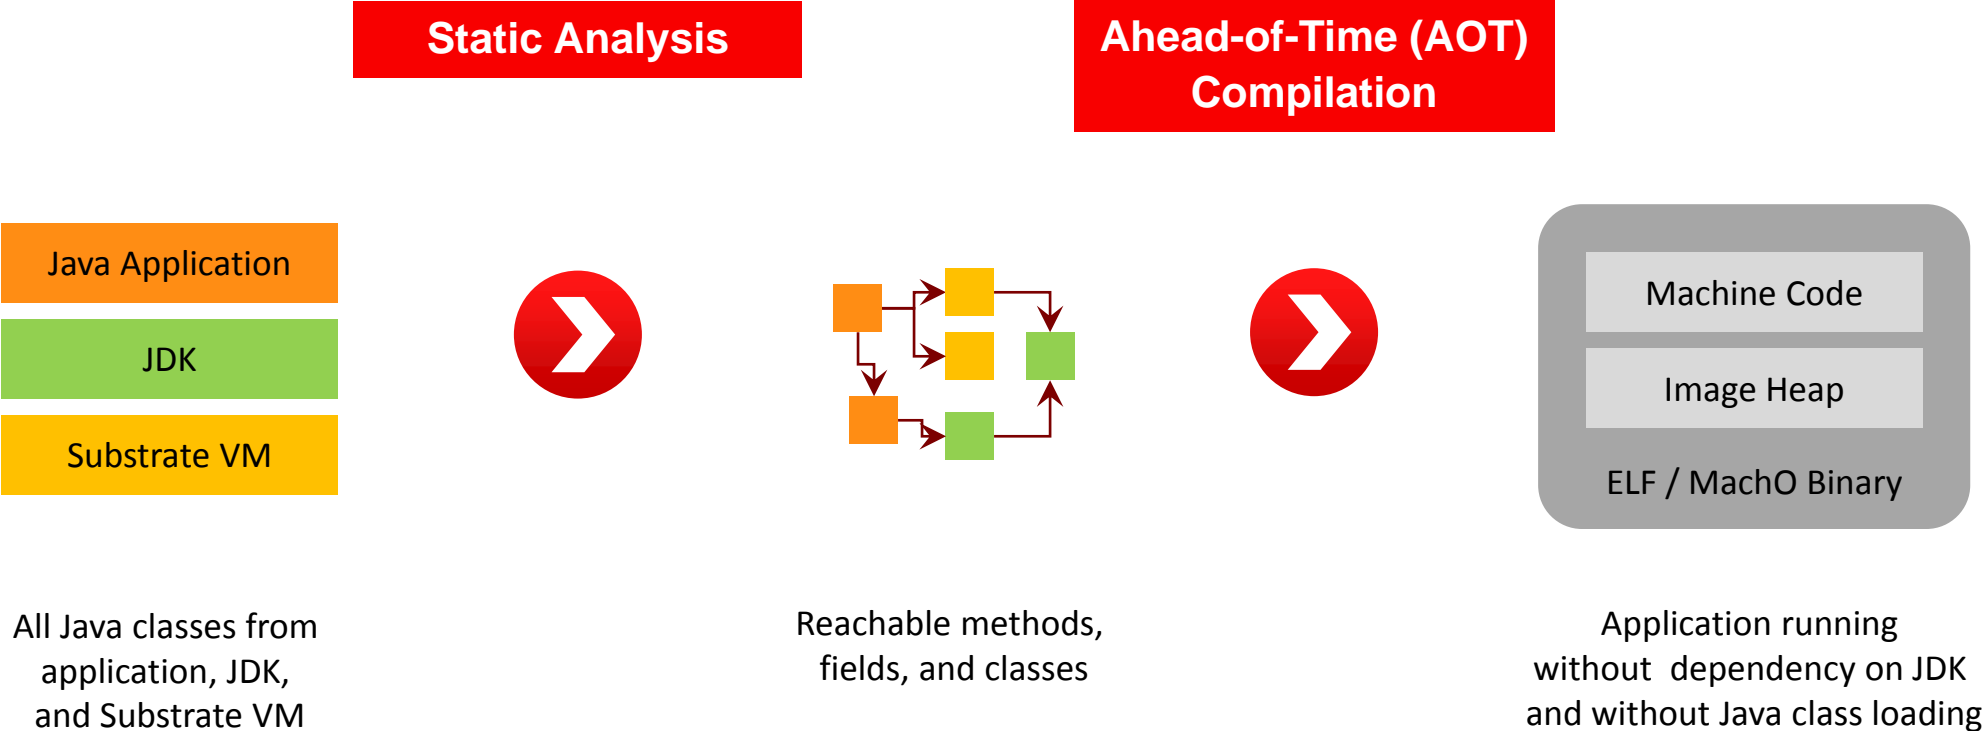 Static Analysis
Ahead-of-Time (AOT)
Compilation
Java Application
JDK
Substrate VM
Machine Code
Image Heap
ELF / MachO Binary
All Java classes from
application, JDK,
and Substrate VM
Reachable methods,
fields, and classes
Application running
without  dependency on JDK
and without Java class loading